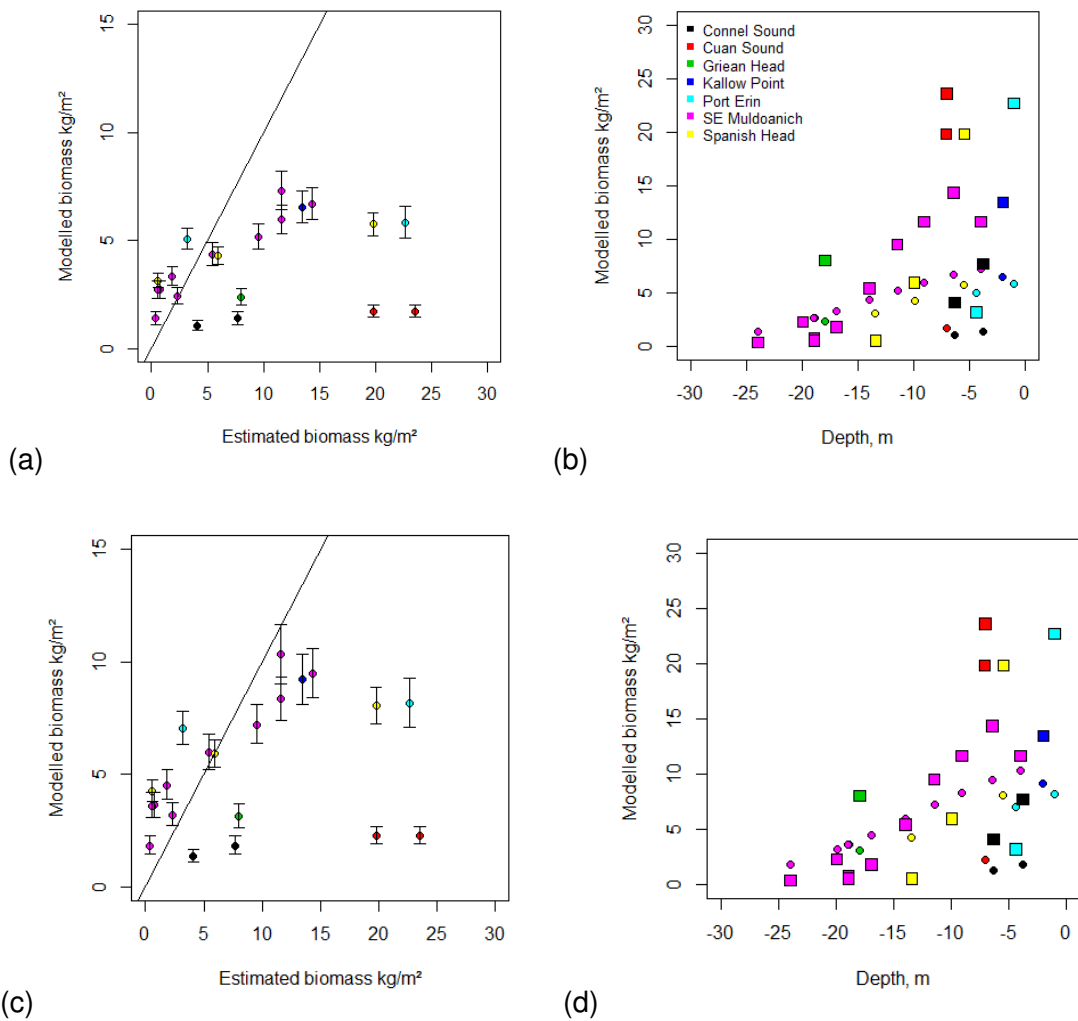 15
10
5
0
Modelled biomass kg/m²
0 5 10 15 20 25 30
Estimated biomass kg/m²
(a)
30
25
20
15
10
5
0
Modelled biomass kg/m²
Connel Sound
Cuan Sound
Griean Head
Kallow Point
Port Erin
SE Muldoanich
Spanish Head
-30 -25 -20 -15 -10 -5 0
Depth, m
(b)
15
10
5
0
Modelled biomass kg/m²
0 5 10 15 20 25 30
Estimated biomass kg/m²
(c)
30
25
20
15
10
5
0
Modelled biomass kg/m²
-30 -25 -20 -15 -10 -5 0
Depth, m
(d)